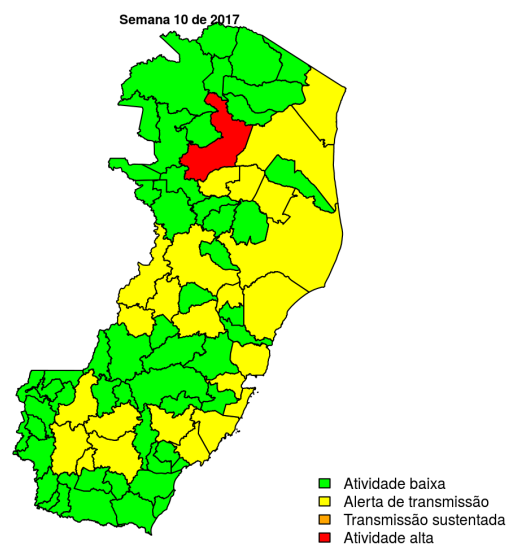 Semana 10 de 2017
Atividade baixa
Alerta de transmissão
Transmissão sustentada
Atividade alta